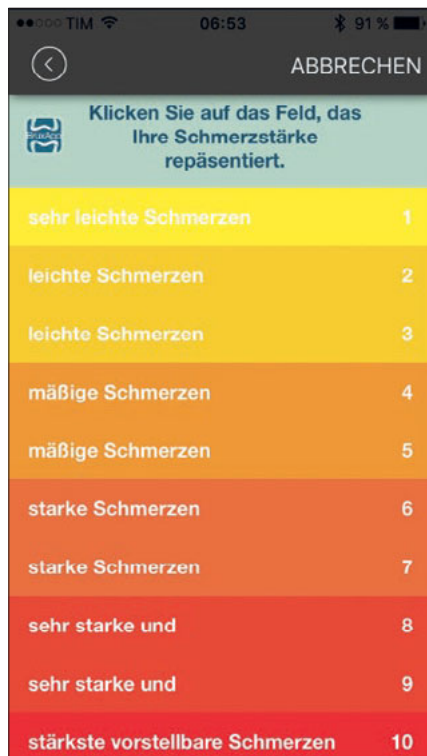 TIM 06:53 91 %
ABBRECHEN
Klicken Sie auf das Feld, das
Ihre Schmerzstärke
repäsentiert.
BruxApp
sehr leichte Schmerzen 1
leichte Schmerzen 2
leichte Schmerzen 3
mäßige Schmerzen 4
mäßige Schmerzen 5
starke Schmerzen 6
starke Schmerzen 7
sehr starke und 8
sehr starke und 9
stärkste vorstellbare Schmerzen 10